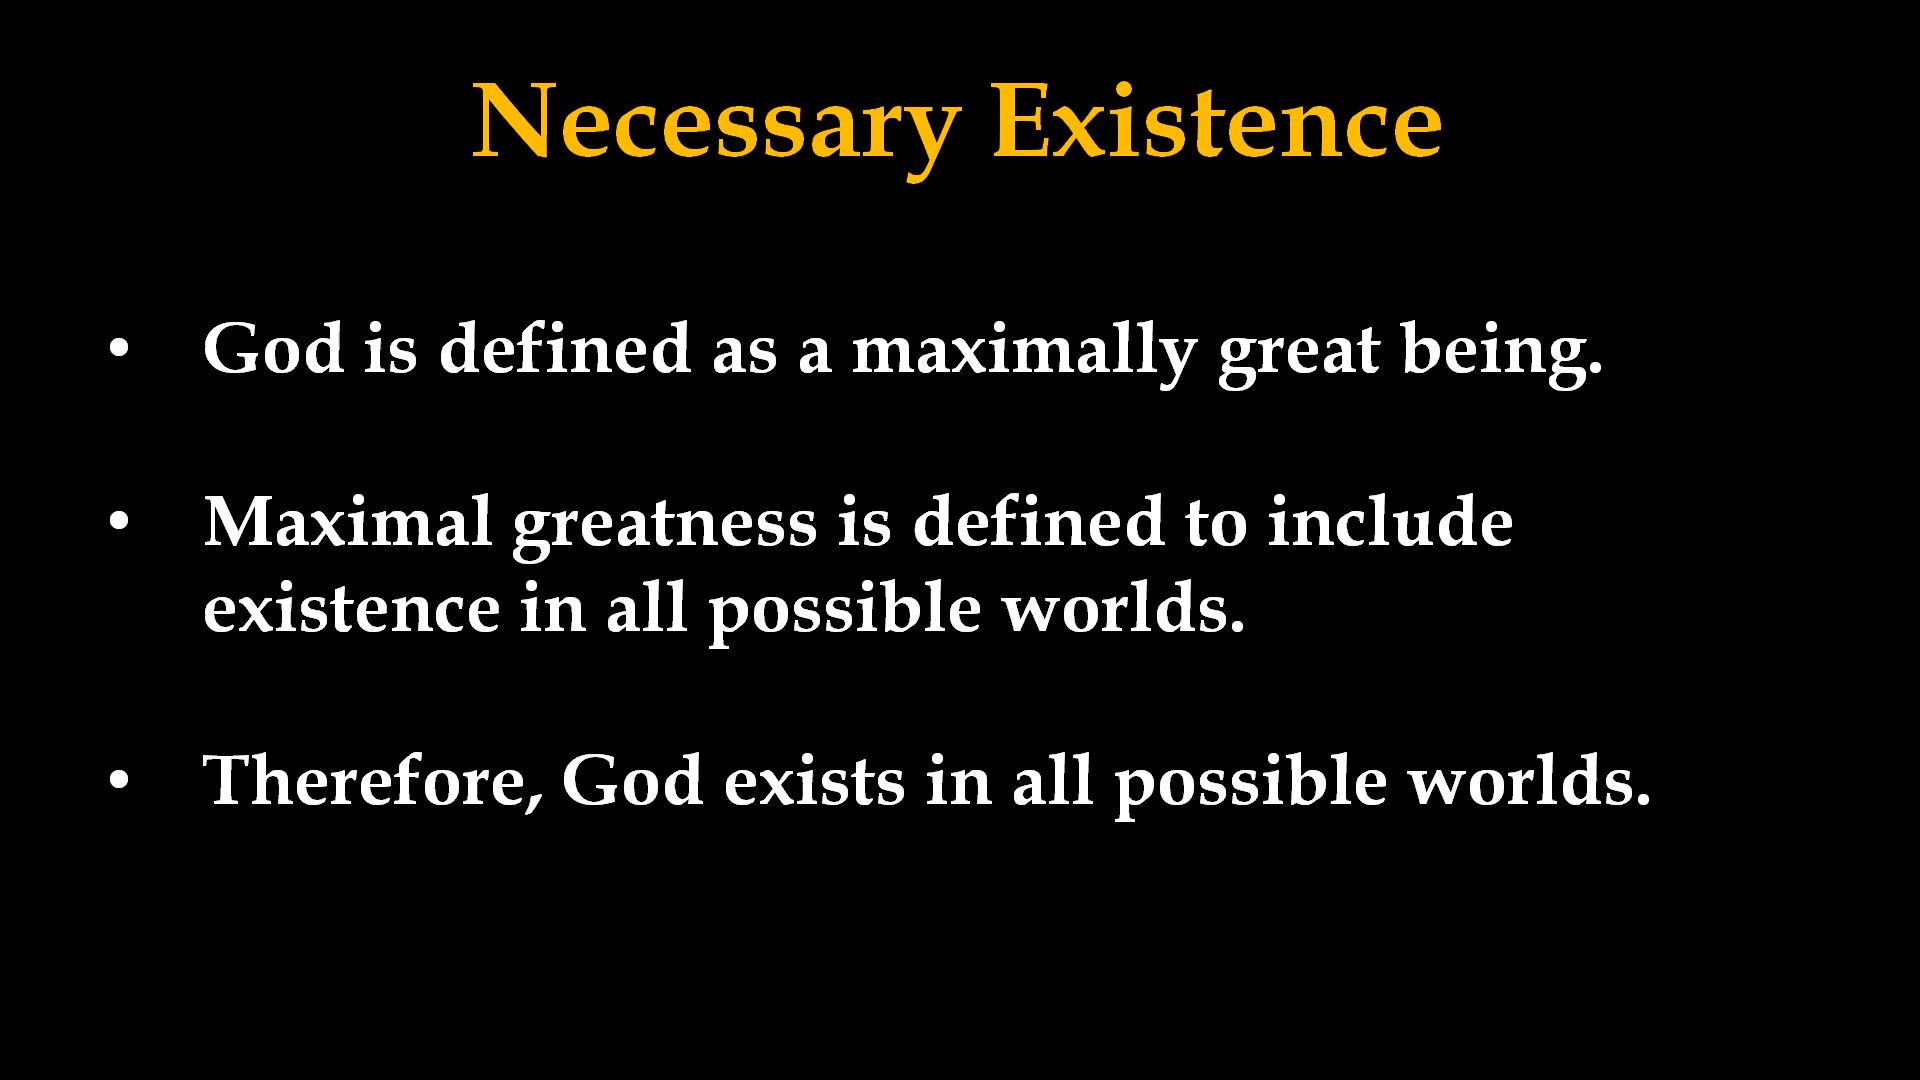 Necessary Existence
• God is defined as a maximally great being.
• Maximal greatness is defined to include
existence in all possible worlds.
• Therefore, God exists in all possible worlds.